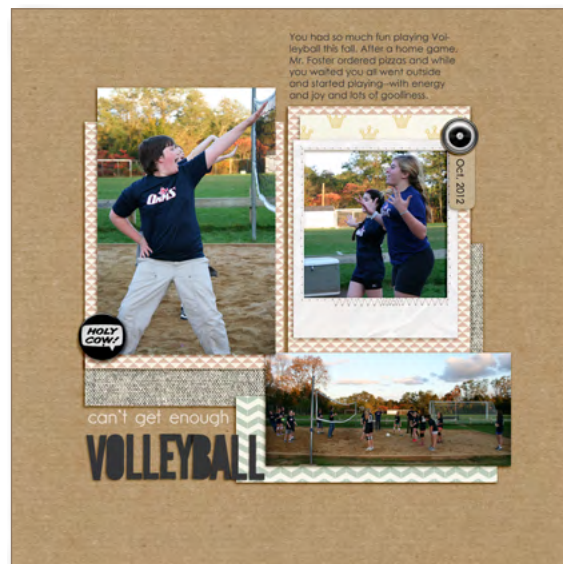 You had so much fun playing Vol-
leyball this fall. After a home game,
Mr. Foster ordered pizzas and while
you waited you all went outside
and started playing--with energy
and joy and lots of goofiness.
Oct, 2012
HOLY
COW!
can't get enough
VOLLEYBALL